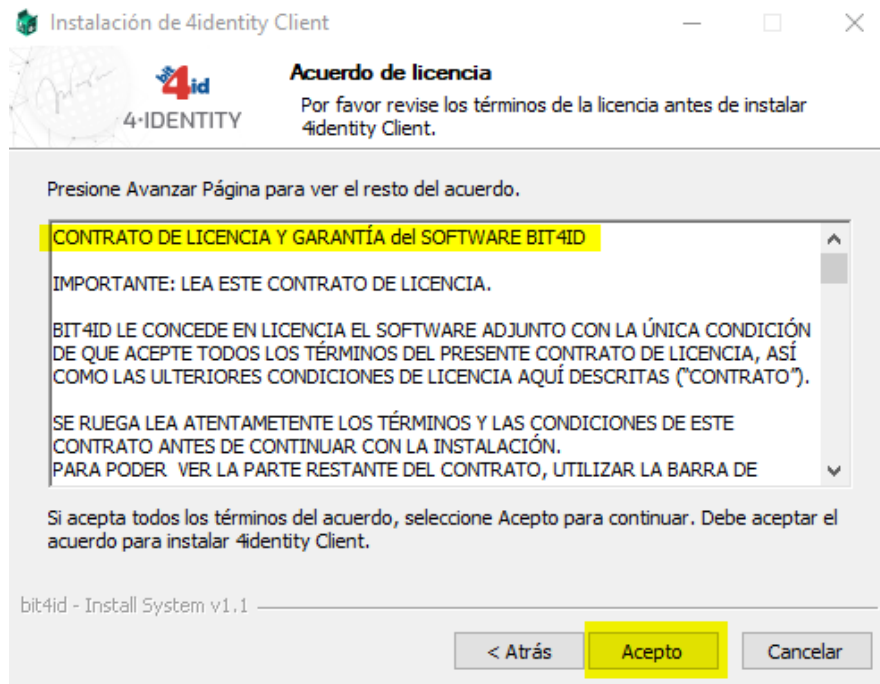 Instalación de 4identity Client
bit4id
4·IDENTITY
Acuerdo de licencia
Por favor revise los términos de la licencia antes de instalar
4identity Client.
Presione Avanzar Página para ver el resto del acuerdo.
CONTRATO DE LICENCIA Y GARANTÍA del SOFTWARE BIT4ID
IMPORTANTE: LEA ESTE CONTRATO DE LICENCIA.
BIT4ID LE CONCEDE EN LICENCIA EL SOFTWARE ADJUNTO CON LA ÚNICA CONDICIÓN
DE QUE ACEPTE TODOS LOS TÉRMINOS DEL PRESENTE CONTRATO DE LICENCIA, ASÍ
COMO LAS ULTERIORES CONDICIONES DE LICENCIA AQUÍ DESCRITAS ("CONTRATO").
SE RUEGA LEA ATENTAMETENTE LOS TÉRMINOS Y LAS CONDICIONES DE ESTE
CONTRATO ANTES DE CONTINUAR CON LA INSTALACIÓN.
PARA PODER  VER LA PARTE RESTANTE DEL CONTRATO, UTILIZAR LA BARRA DE
Si acepta todos los términos del acuerdo, seleccione Acepto para continuar. Debe aceptar el
acuerdo para instalar 4identity Client.
bit4id - Install System v1.1
< Atrás
Acepto
Cancelar